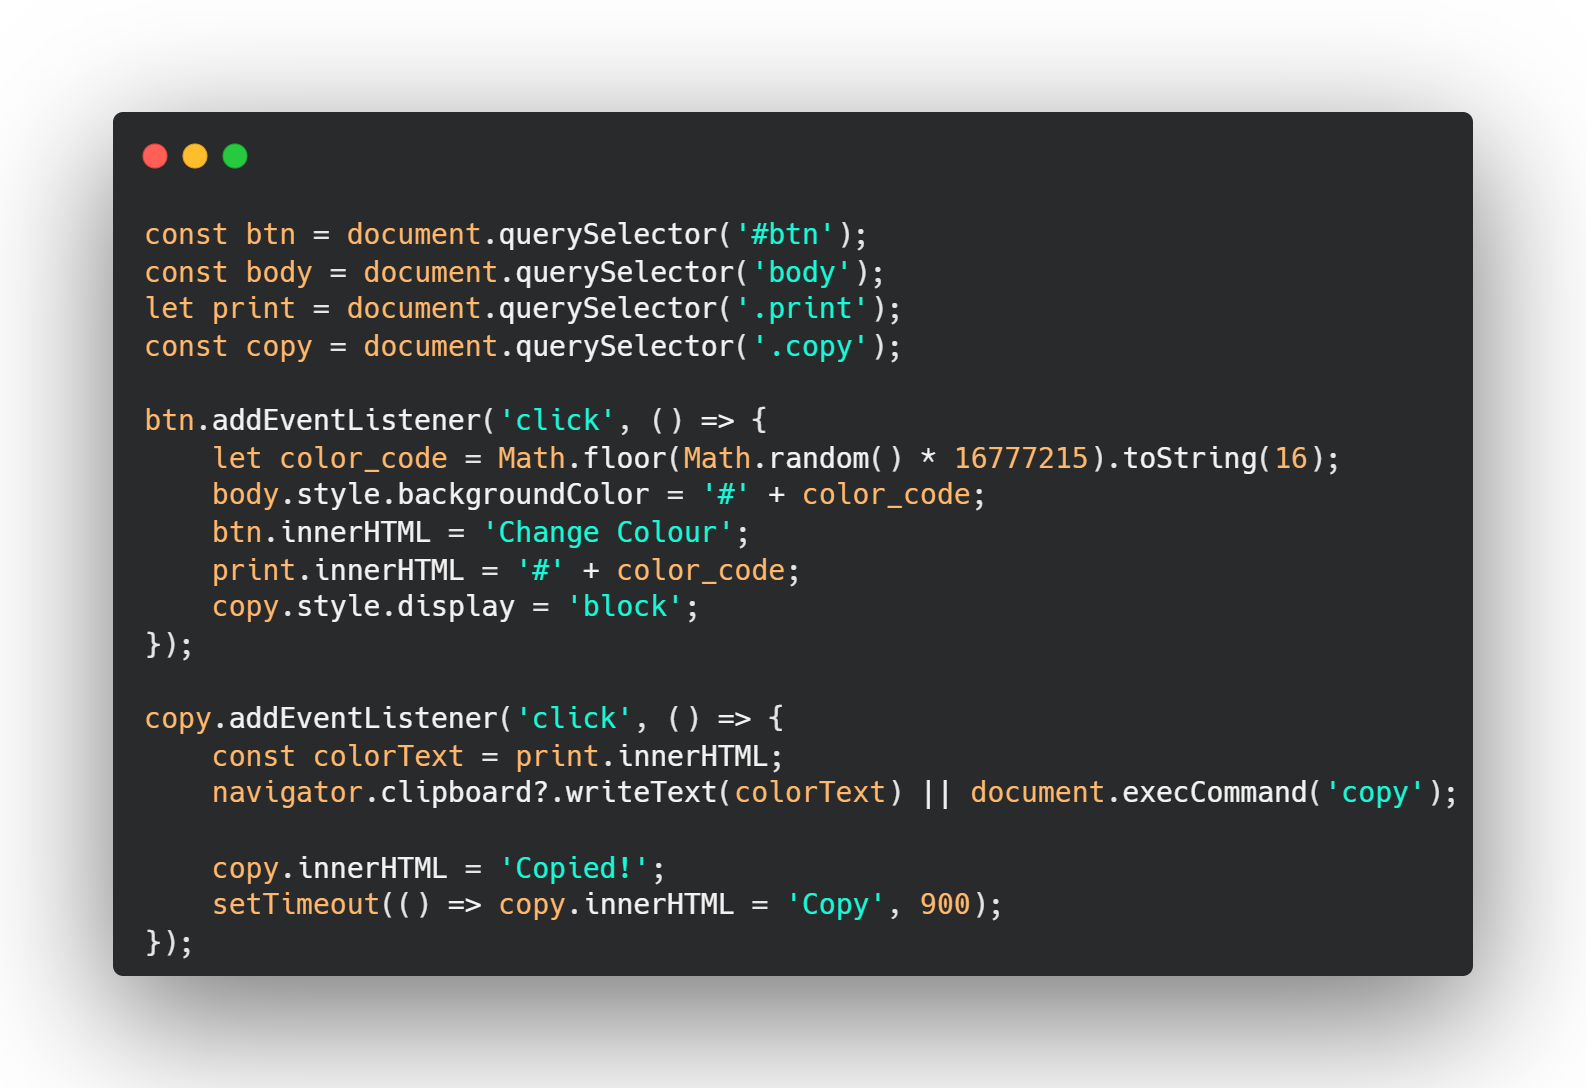 const btn = document.querySelector('#btn');
const body = document.querySelector('body');
let print = document.querySelector('.print');
const copy = document.querySelector('.copy');

btn.addEventListener('click', () => {
    let color_code = Math.floor(Math.random() * 16777215).toString(16);
    body.style.backgroundColor = '#' + color_code;
    btn.innerHTML = 'Change Colour';
    print.innerHTML = '#' + color_code;
    copy.style.display = 'block';
});

copy.addEventListener('click', () => {
    const colorText = print.innerHTML;
    navigator.clipboard?.writeText(colorText) || document.execCommand('copy');

    copy.innerHTML = 'Copied!';
    setTimeout(() => copy.innerHTML = 'Copy', 900);
});